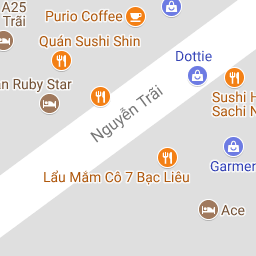 A25
Trãi
Purio Coffee
Quán Sushi Shin
Dottie
Ruby Star
Sushi
Sachi
Nguyễn Trãi
Lẩu Mắm Cô 7 Bạc Liêu
Garmer
Ace